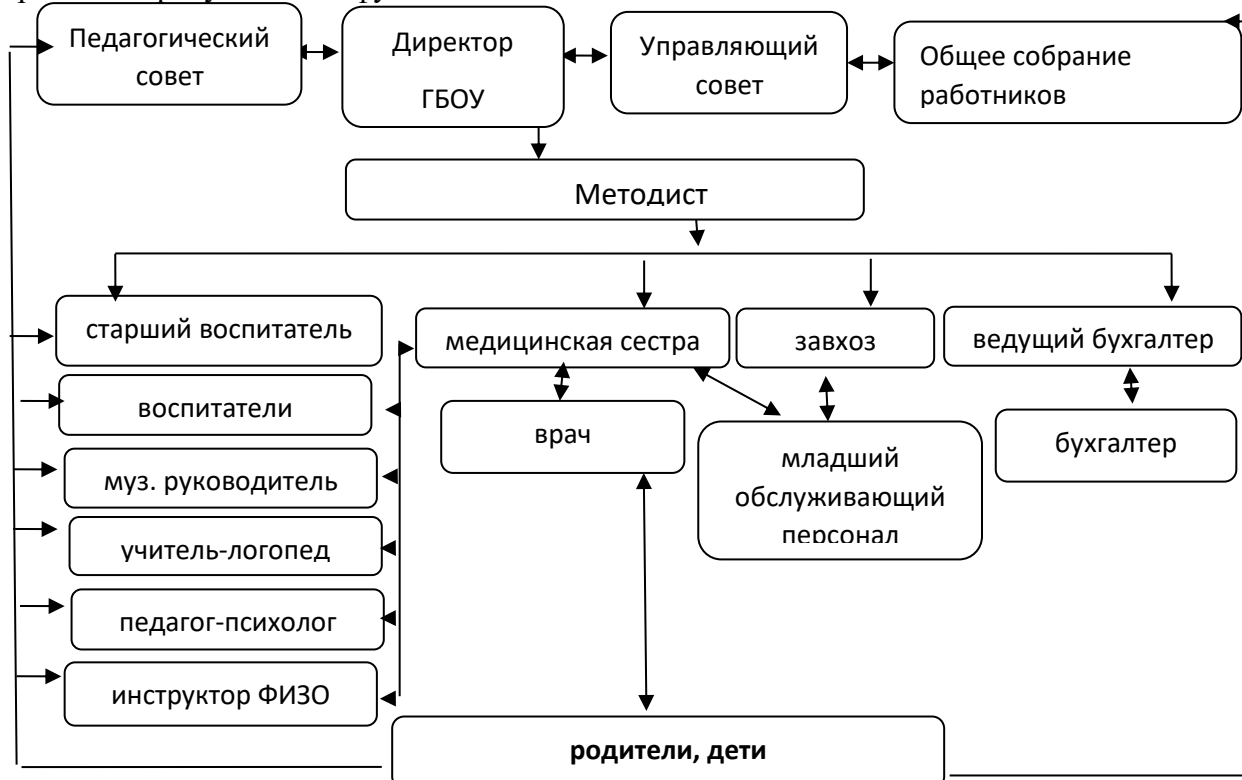 Педагогический
совет
Директор
ГБОУ
Управляющий
совет
Общее собрание
работников
Методист
старший воспитатель
медицинская сестра
завхоз
ведущий бухгалтер
воспитатели
врач
младший
обслуживающий
персонал
бухгалтер
муз. руководитель
учитель-логопед
педагог-психолог
инструктор ФИЗО
родители, дети